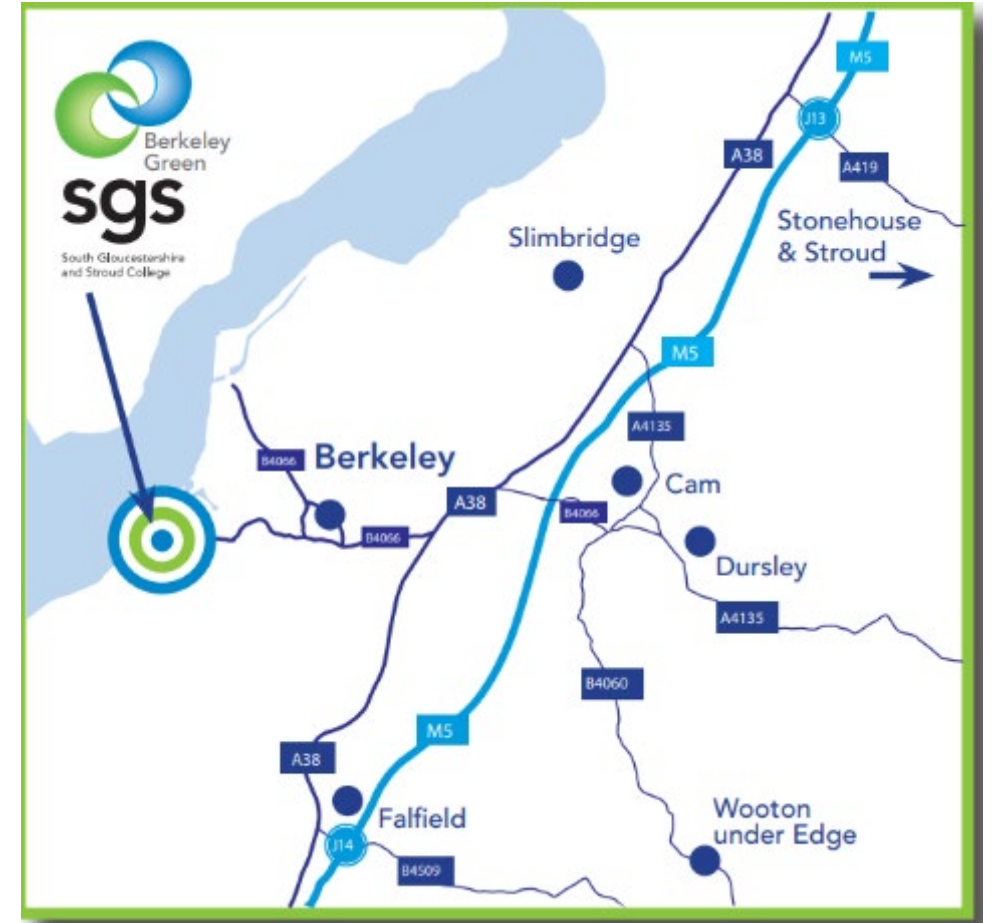 Berkeley
Green
sgs
South Gloucestershire
and Stroud College
M5
J13
A38
A419
Stonehouse
& Stroud
Slimbridge
M5
A4135
B4066
Berkeley
Cam
A38
B4066
B4066
Dursley
A4135
B4060
M5
A38
Falfield
Wooton
under Edge
J14
B4509